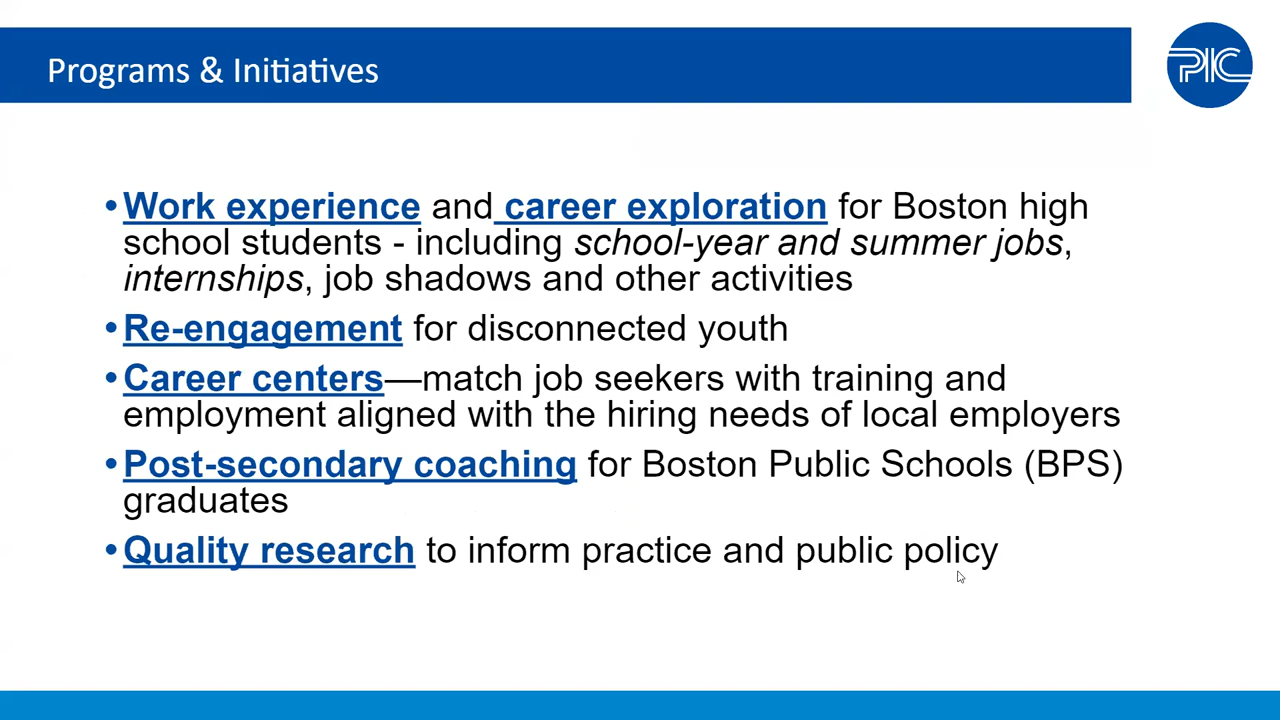 Programs & Initiatives
PIC
•Work experience and career exploration for Boston high
school students - including school-year and summer jobs,
internships, job shadows and other activities
•Re-engagement for disconnected youth
•Career centers—match job seekers with training and
employment aligned with the hiring needs of local employers
•Post-secondary coaching for Boston Public Schools (BPS)
graduates
•Quality research to inform practice and public policy